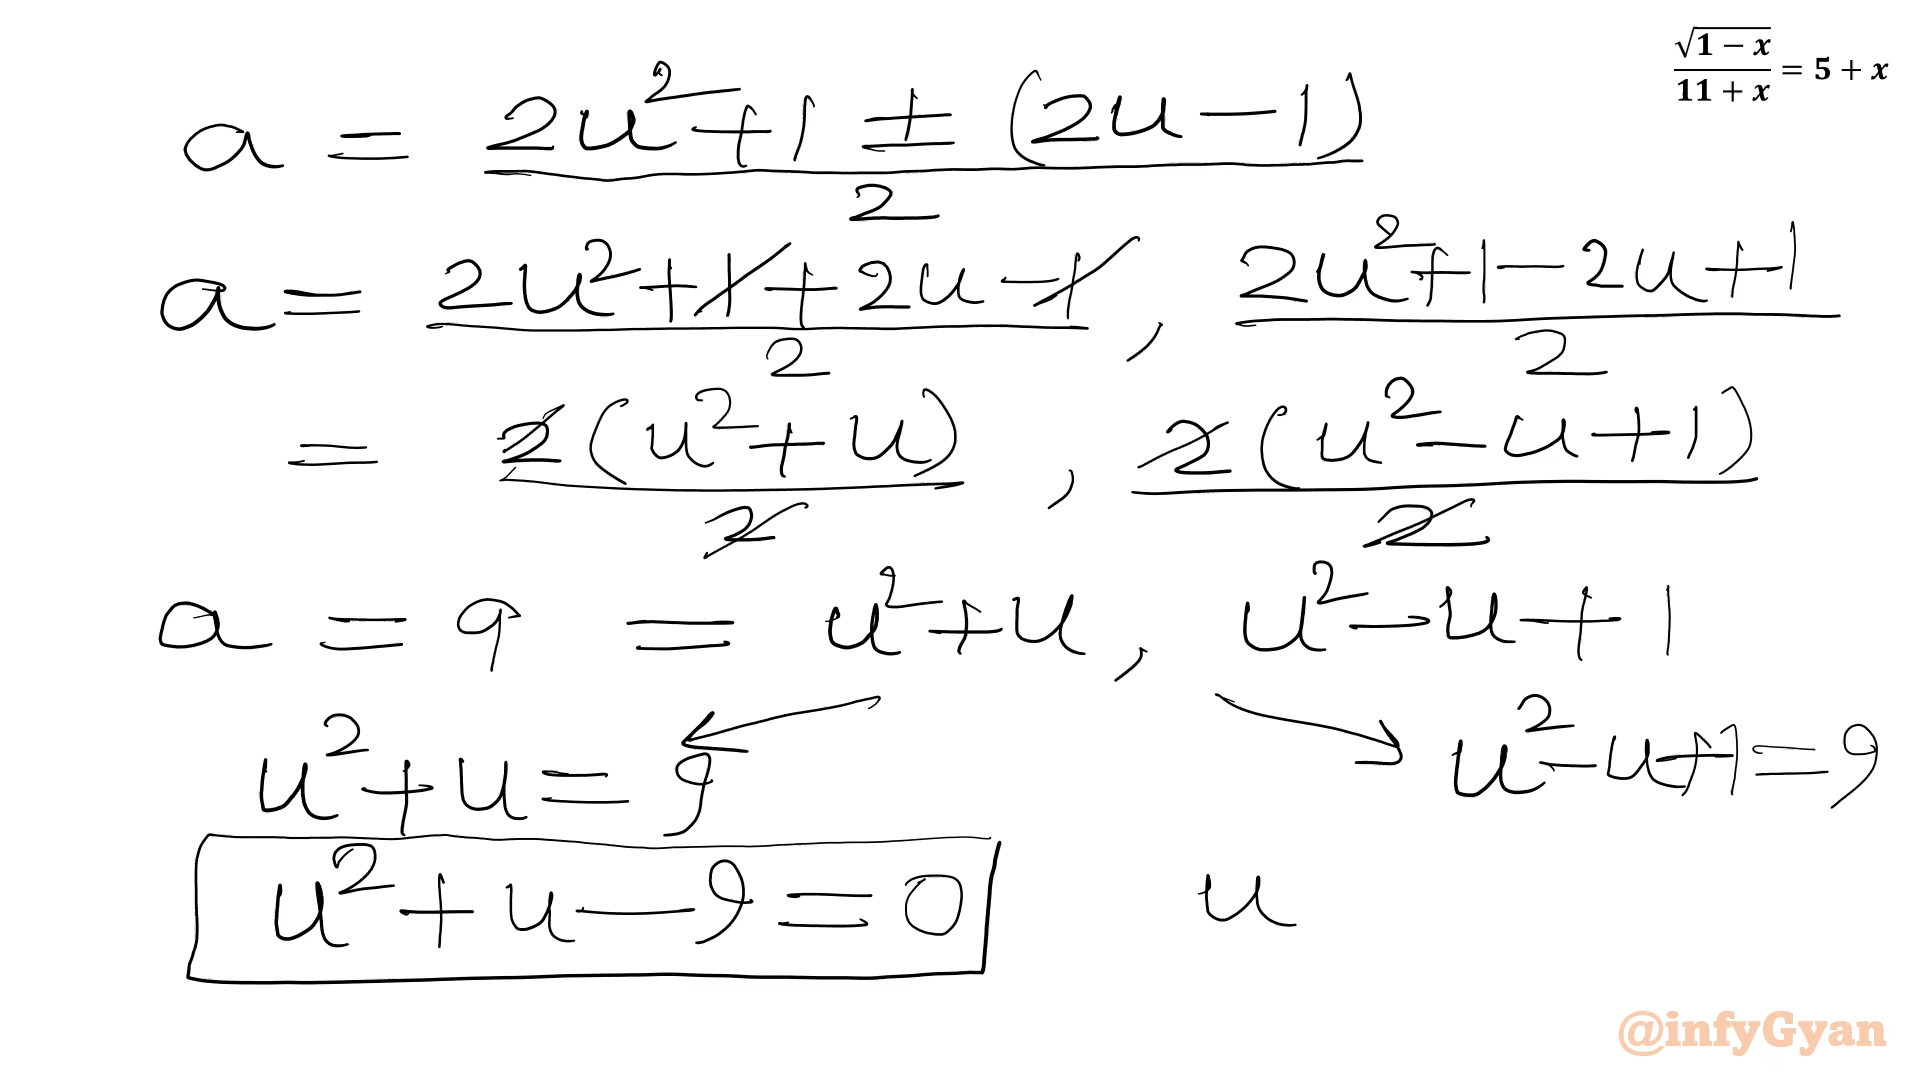 √(1 − x) / (11 + x) = 5 + x
a = (2u² + 1 ± (2u − 1)) / 2
a = (2u² + 1 + 2u − 1) / 2 , (2u² + 1 − 2u + 1) / 2
= 2(u² + u) / 2 , 2(u² − u + 1) / 2
a = 9 = u² + u , u² − u + 1
u² + u = 9 u² − u + 1 = 9
u² + u − 9 = 0 u
@infyGyan